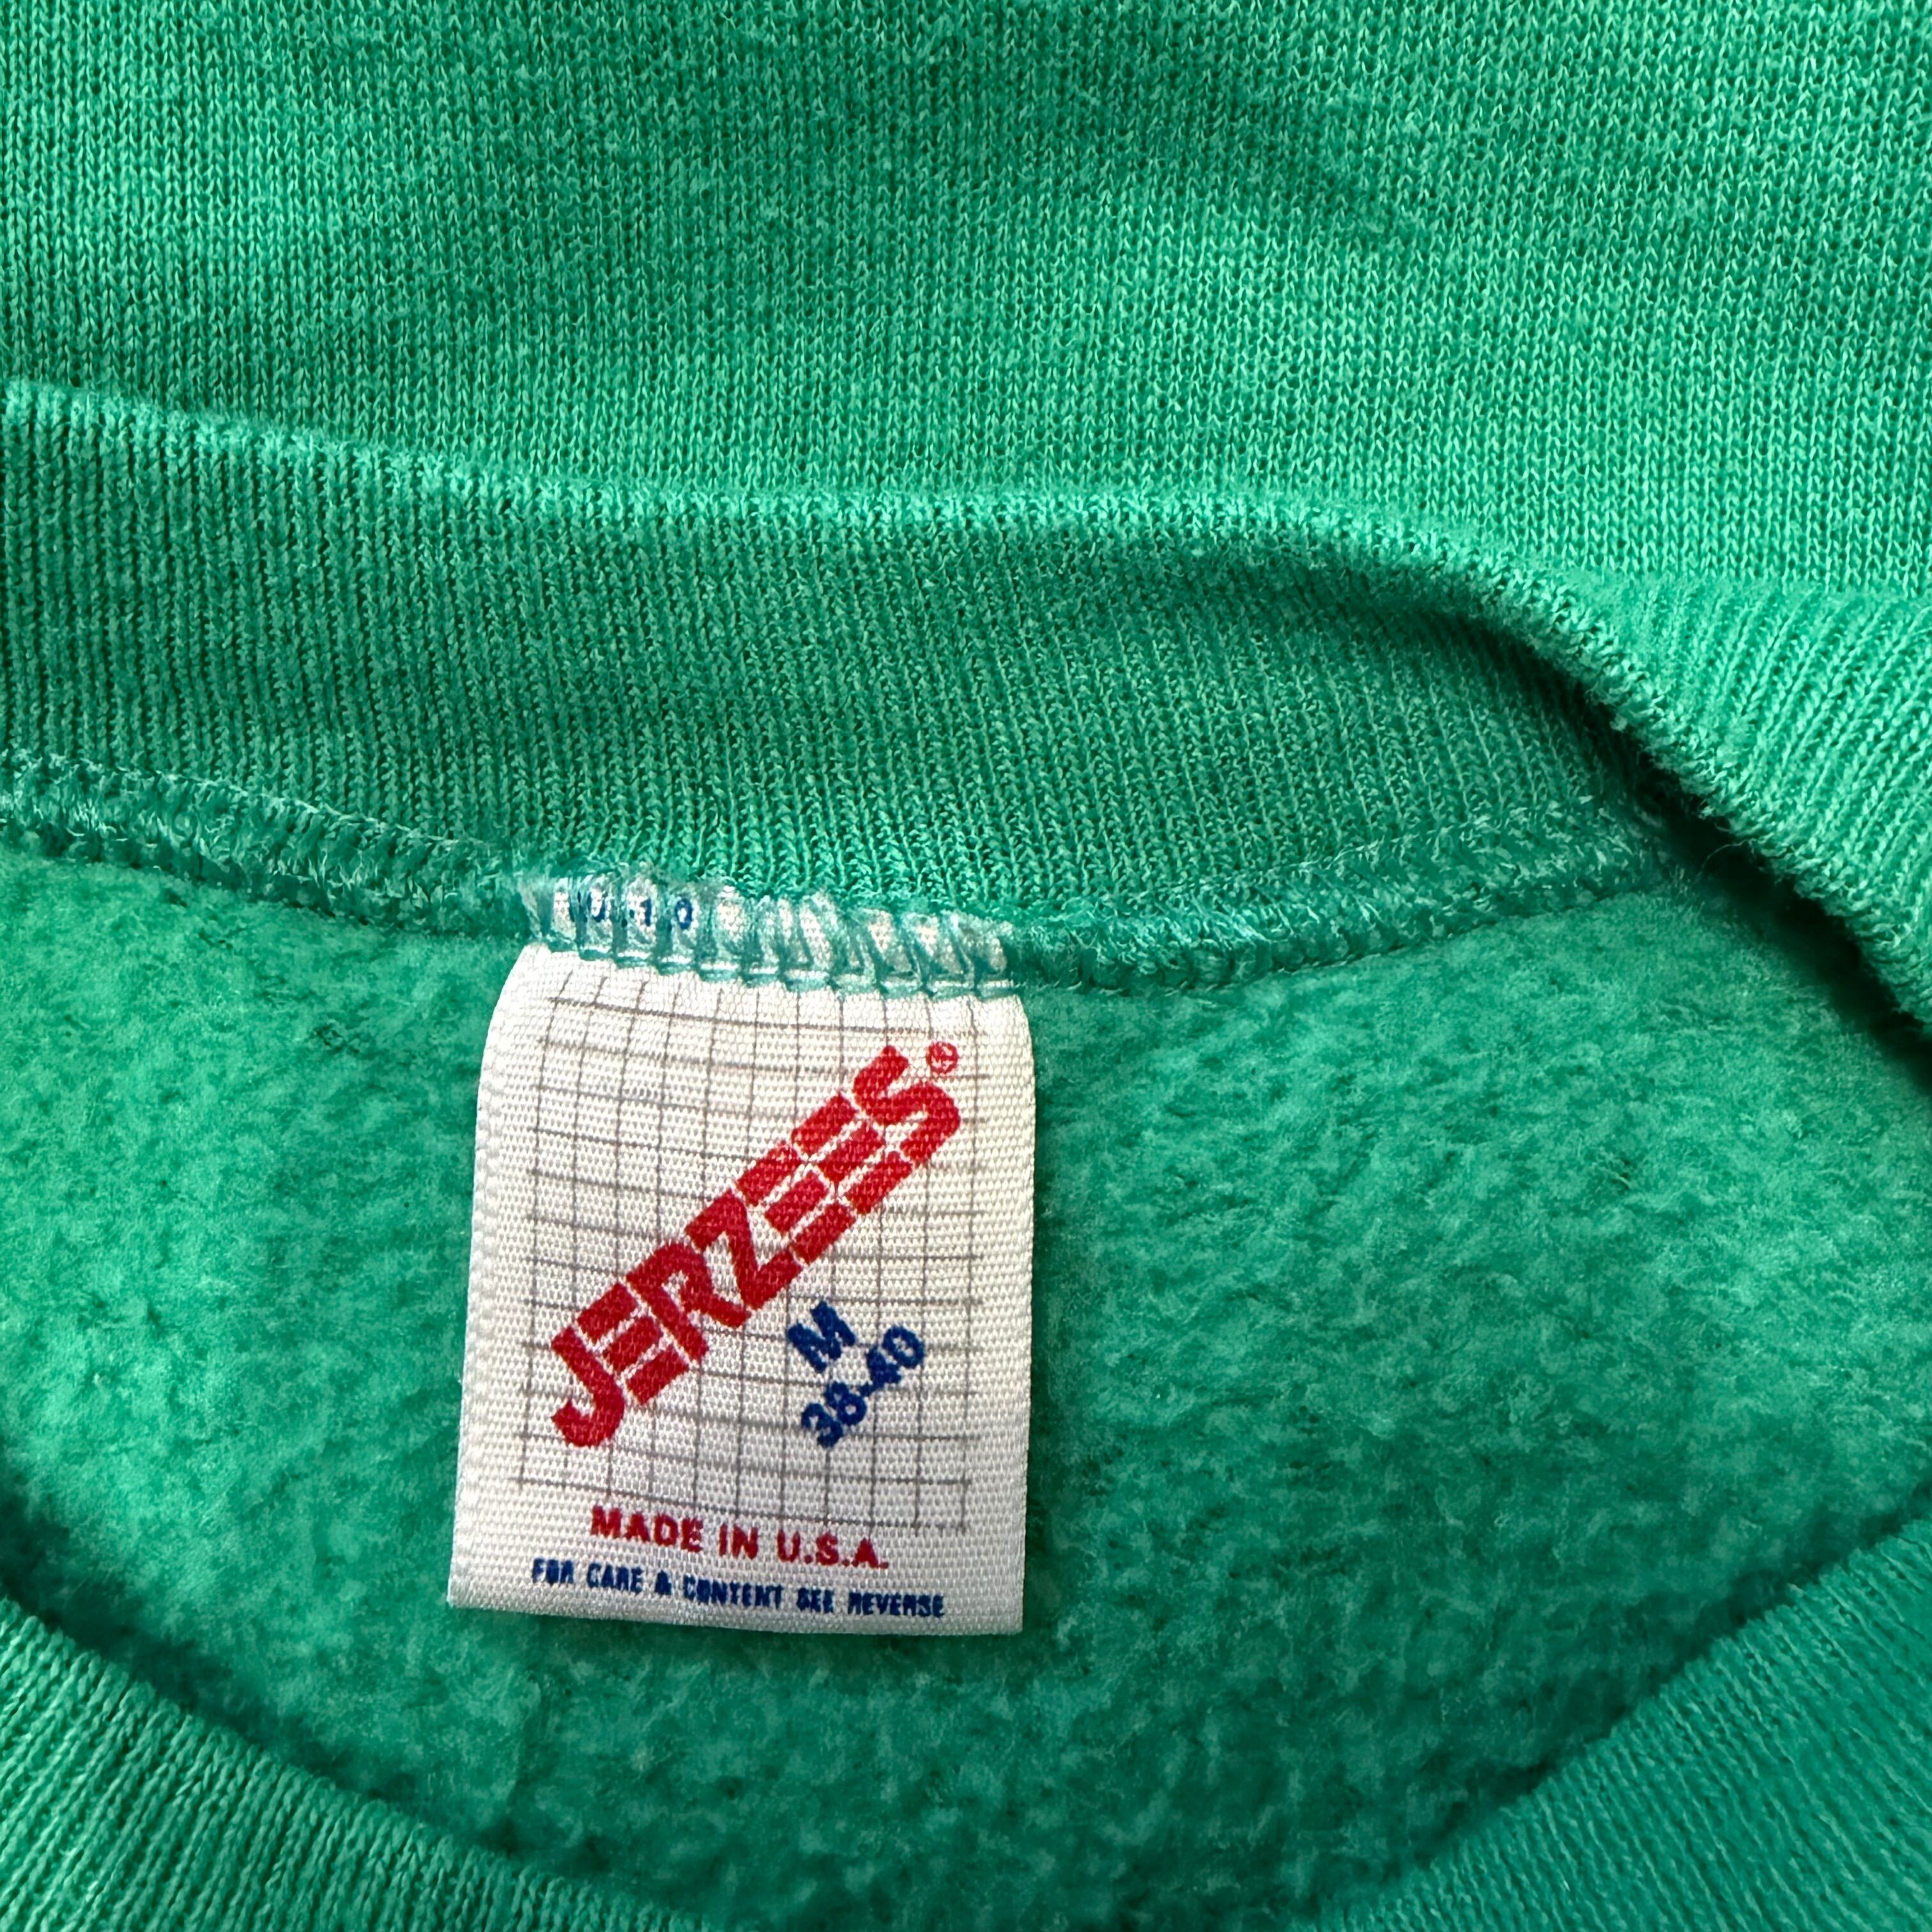 JERZEES®
M
38-40
MADE IN U.S.A.
FOR CARE & CONTENT SEE REVERSE